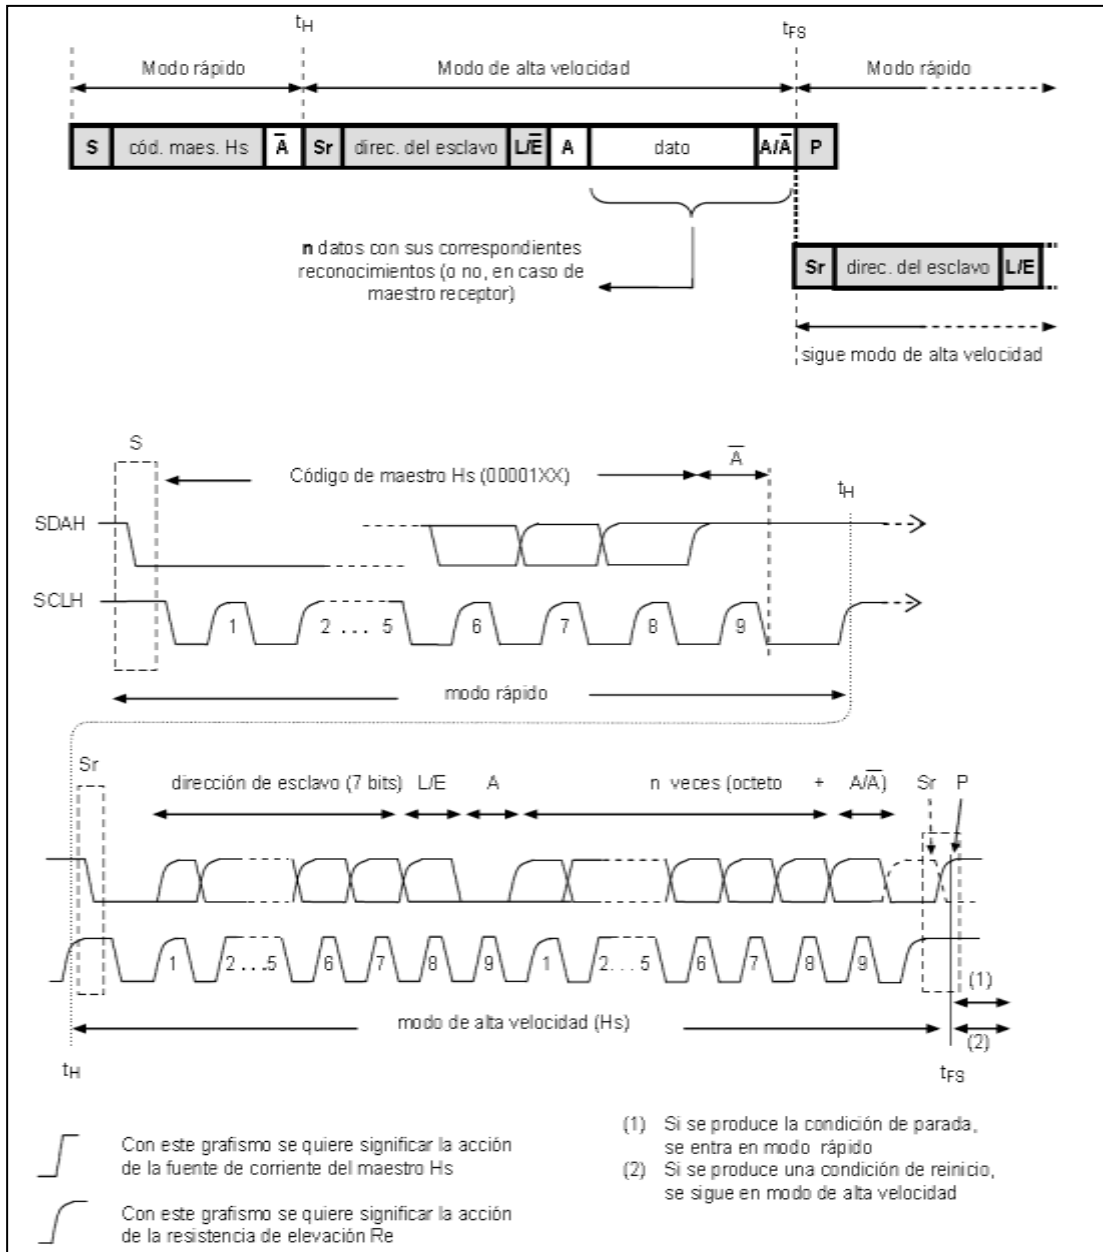 tH
tFS
Modo rápido
Modo de alta velocidad
Modo rápido
S cód. maes. Hs A̅ Sr direc. del esclavo L/E̅ A dato A/A̅ P
n datos con sus correspondientes
reconocimientos (o no, en caso de
maestro receptor)
Sr direc. del esclavo L/E
sigue modo de alta velocidad
S
Código de maestro Hs (00001XX)
A̅
tH
SDAH
SCLH
1 2 ... 5 6 7 8 9
modo rápido
Sr
dirección de esclavo (7 bits) L/E A n veces (octeto + A/A̅) Sr P
1 2...5 6 7 8 9 1 2...5 6 7 8 9
(1)
modo de alta velocidad (Hs)
(2)
tH
tFS
Con este grafismo se quiere significar la acción
de la fuente de corriente del maestro Hs
Con este grafismo se quiere significar la acción
de la resistencia de elevación Re
(1) Si se produce la condición de parada,
se entra en modo rápido
(2) Si se produce una condición de reinicio,
se sigue en modo de alta velocidad